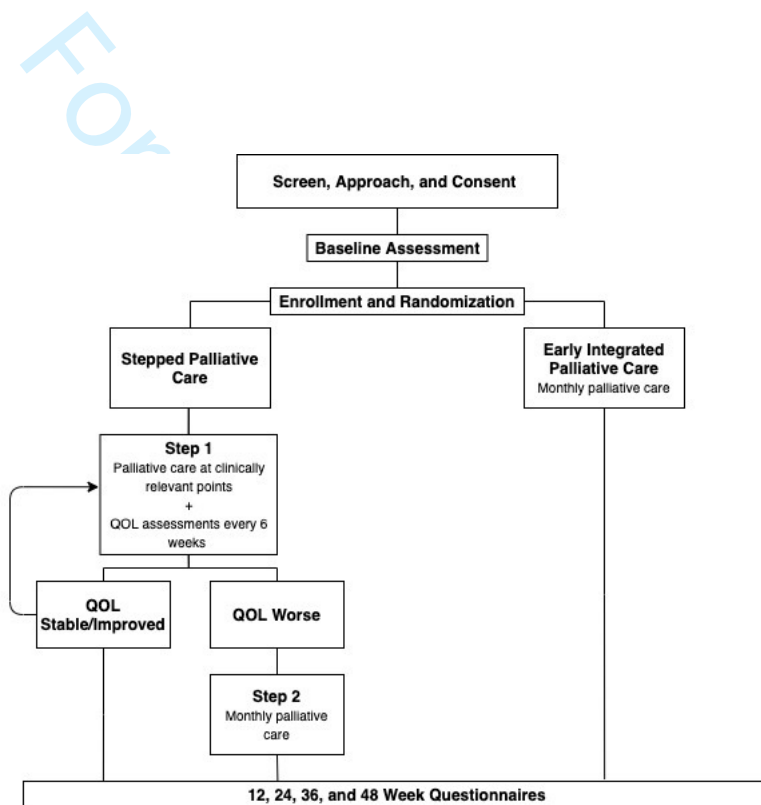 For
Screen, Approach, and Consent
Baseline Assessment
Enrollment and Randomization
Stepped Palliative
Care
Early Integrated
Palliative Care
Monthly palliative care
Step 1
Palliative care at clinically
relevant points
+
QOL assessments every 6
weeks
QOL
Stable/Improved
QOL Worse
Step 2
Monthly palliative
care
12, 24, 36, and 48 Week Questionnaires